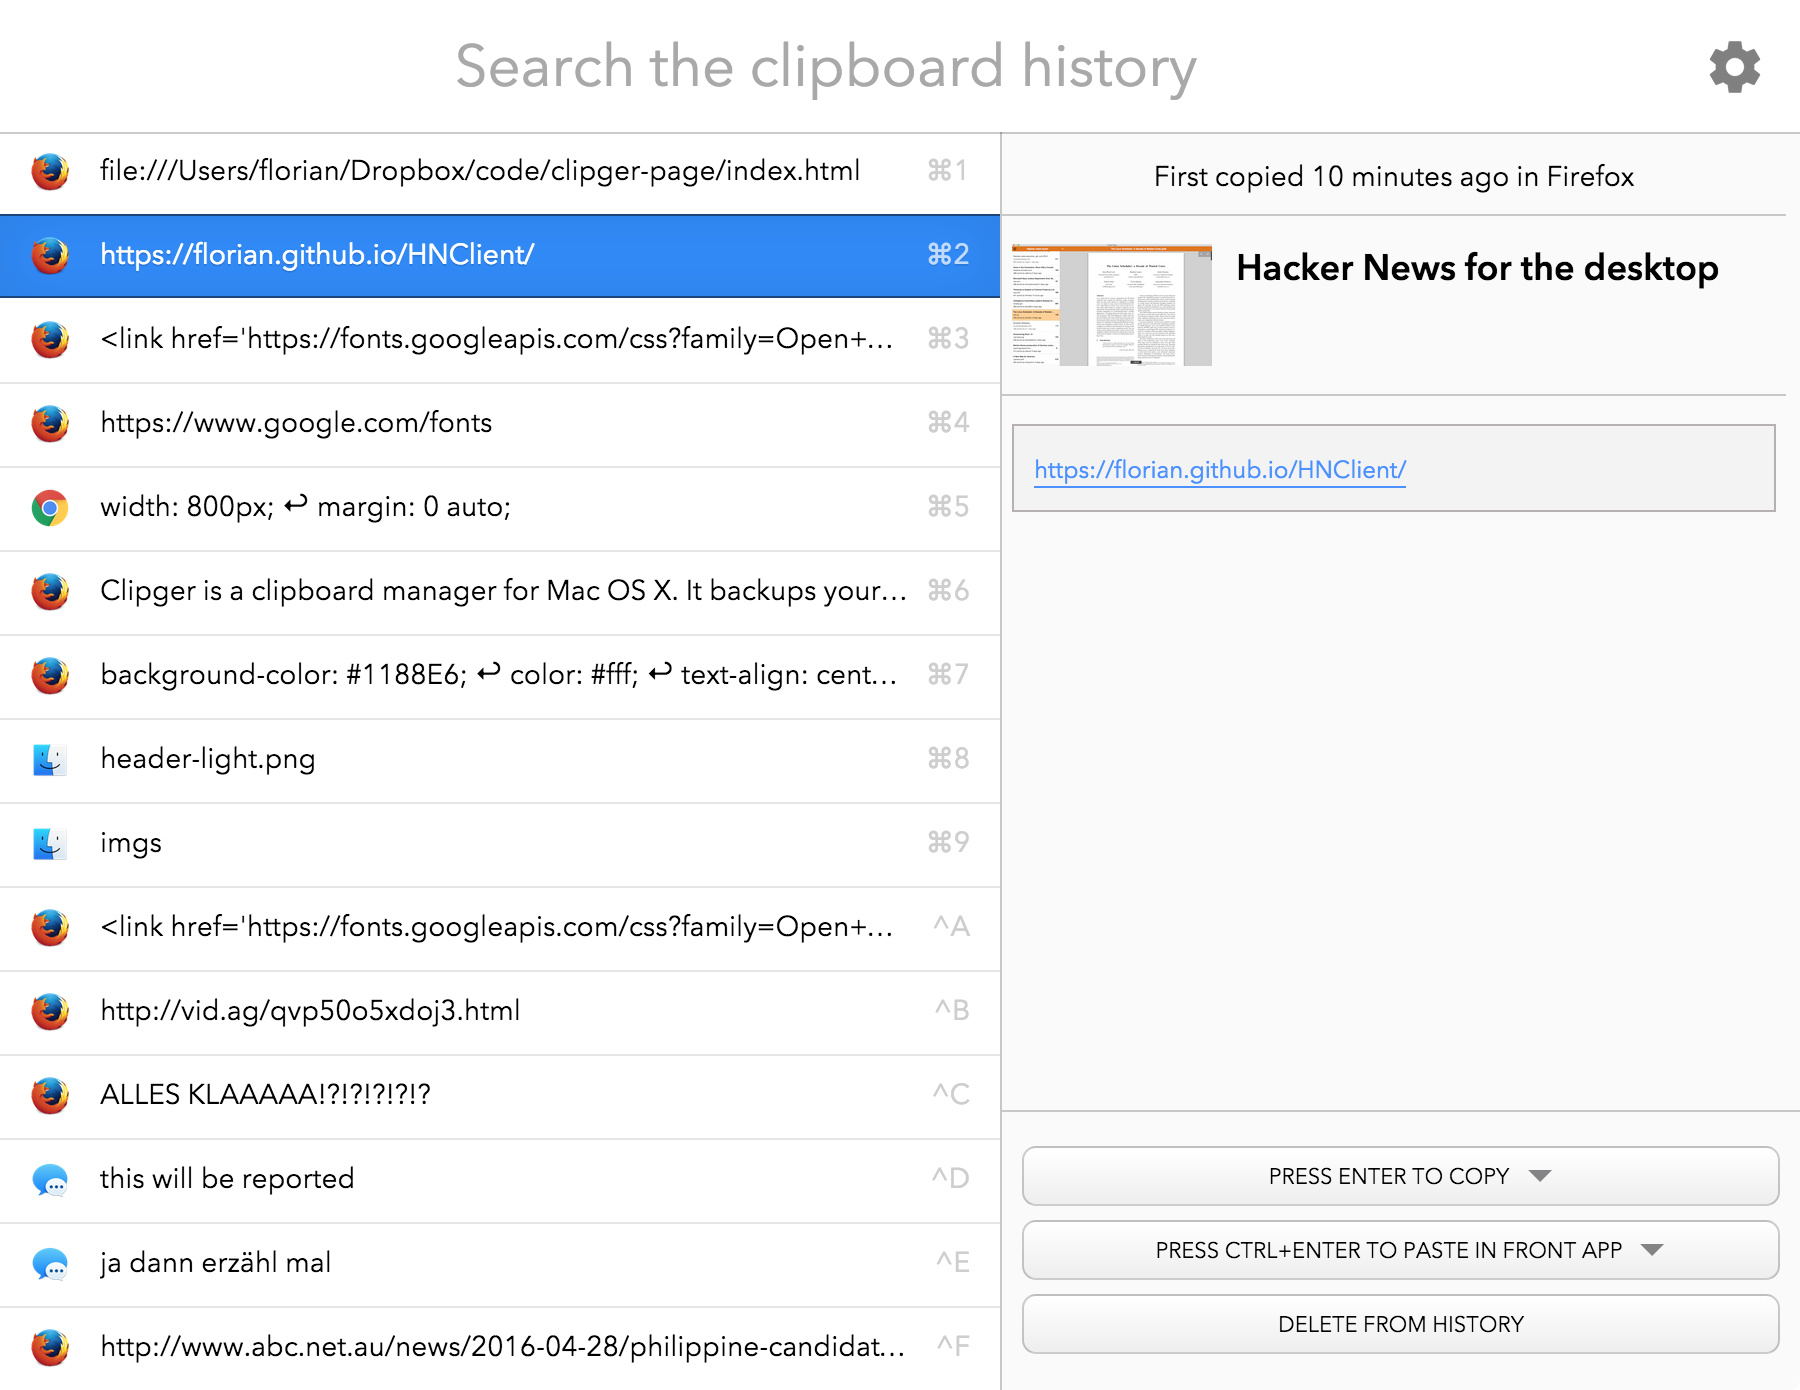 Search the clipboard history
file:///Users/florian/Dropbox/code/clipger-page/index.html ⌘1
https://florian.github.io/HNClient/ ⌘2
<link href='https://fonts.googleapis.com/css?family=Open+... ⌘3
https://www.google.com/fonts ⌘4
width: 800px; ↩ margin: 0 auto; ⌘5
Clipger is a clipboard manager for Mac OS X. It backups your... ⌘6
background-color: #1188E6; ↩ color: #fff; ↩ text-align: cent... ⌘7
header-light.png ⌘8
imgs ⌘9
<link href='https://fonts.googleapis.com/css?family=Open+... ^A
http://vid.ag/qvp50o5xdoj3.html ^B
ALLES KLAAAAA!?!?!?!?!? ^C
this will be reported ^D
ja dann erzähl mal ^E
http://www.abc.net.au/news/2016-04-28/philippine-candidat... ^F
First copied 10 minutes ago in Firefox
Hacker News for the desktop
https://florian.github.io/HNClient/
PRESS ENTER TO COPY
PRESS CTRL+ENTER TO PASTE IN FRONT APP
DELETE FROM HISTORY